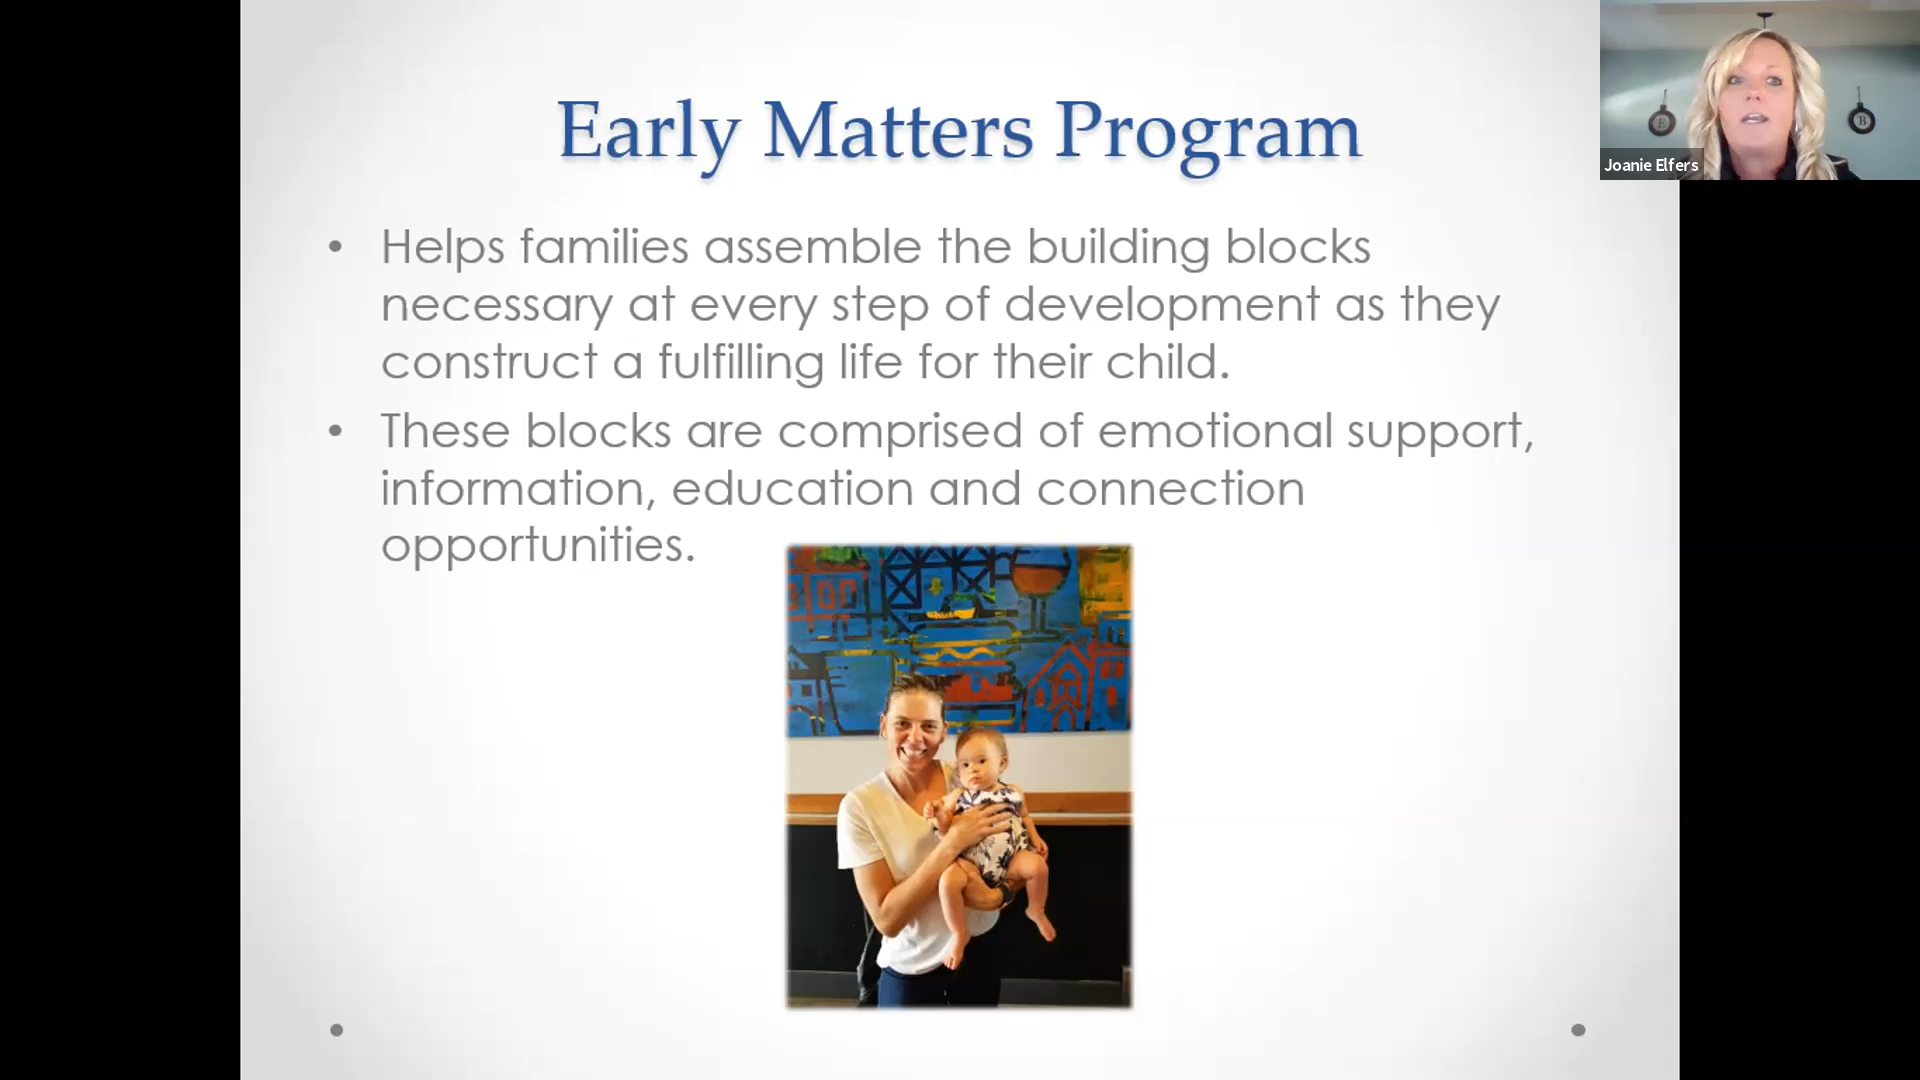 Early Matters Program
Joanie Elfers
• Helps families assemble the building blocks
necessary at every step of development as they
construct a fulfilling life for their child.
• These blocks are comprised of emotional support,
information, education and connection
opportunities.